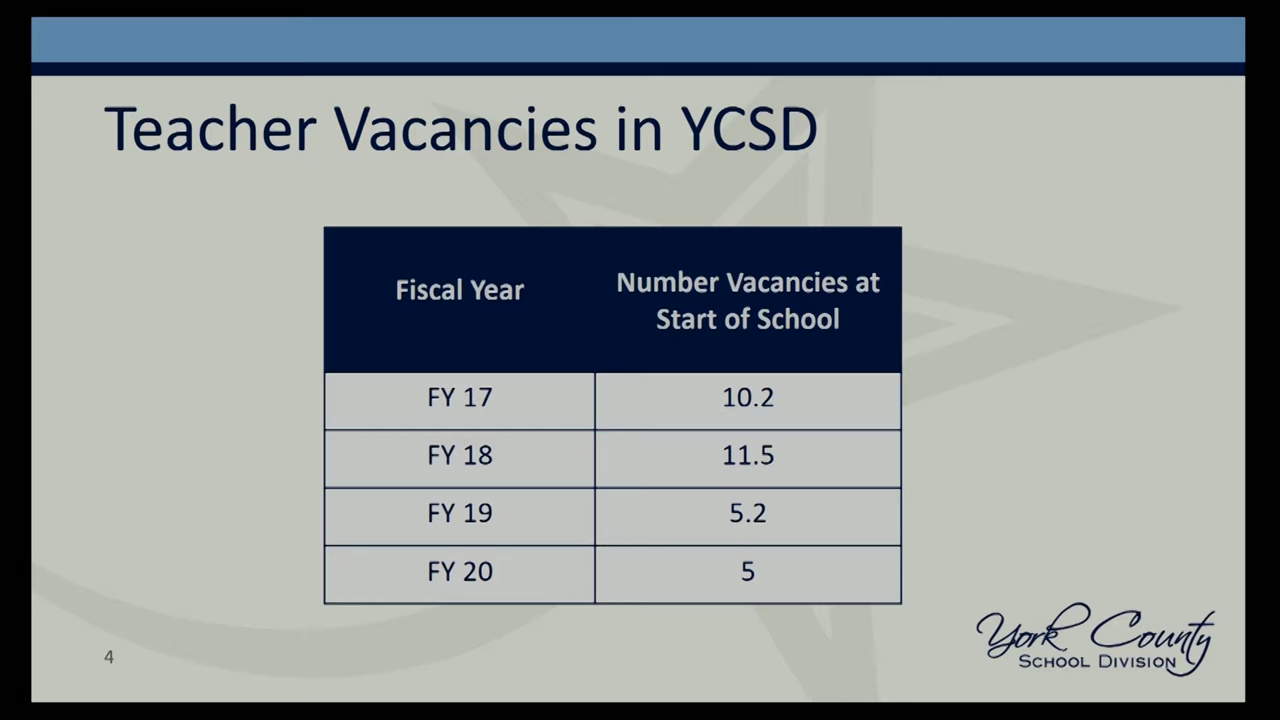 Teacher Vacancies in YCSD
Fiscal Year
Number Vacancies at
Start of School
FY 17 10.2
FY 18 11.5
FY 19 5.2
FY 20 5
York County
SCHOOL DIVISION
4